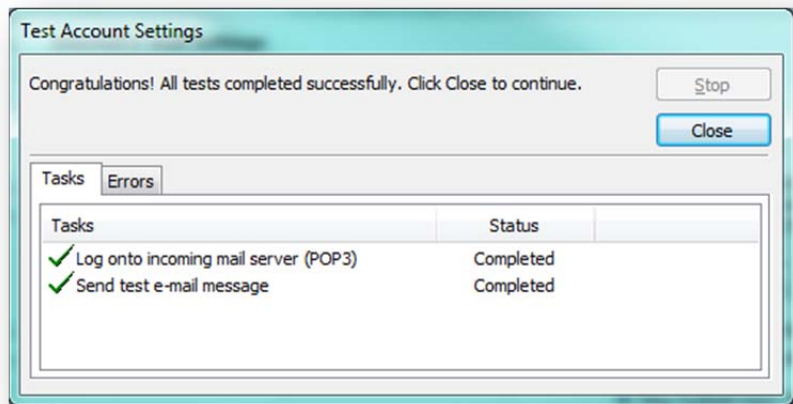 Test Account Settings
Congratulations! All tests completed successfully. Click Close to continue.
Stop
Close
Tasks Errors
Tasks Status
Log onto incoming mail server (POP3) Completed
Send test e-mail message Completed